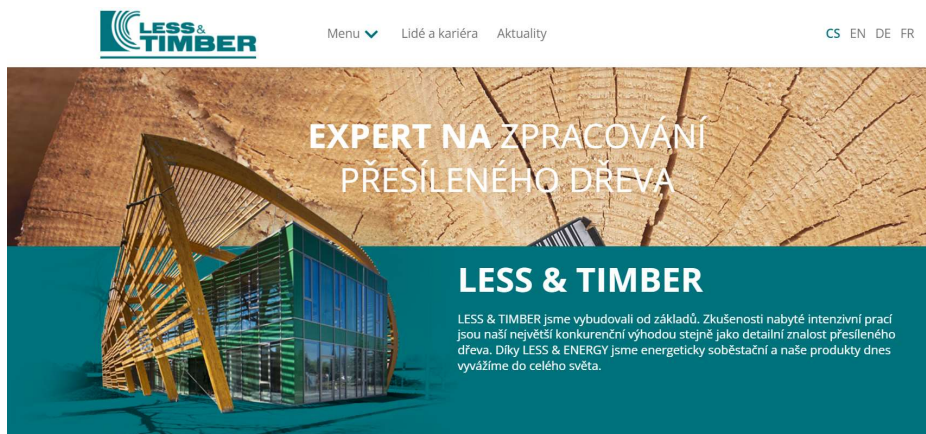 LESS &
TIMBER
Menu
Lidé a kariéra
Aktuality
CS EN DE FR
EXPERT NA ZPRACOVÁNÍ
PŘESÍLENÉHO DŘEVA
LESS & TIMBER
LESS & TIMBER jsme vybudovali od základů. Zkušenosti nabyté intenzivní prací
jsou naší největší konkurenční výhodou stejně jako detailní znalost přesíleného
dřeva. Díky LESS & ENERGY jsme energeticky soběstační a naše produkty dnes
vyvážíme do celého světa.